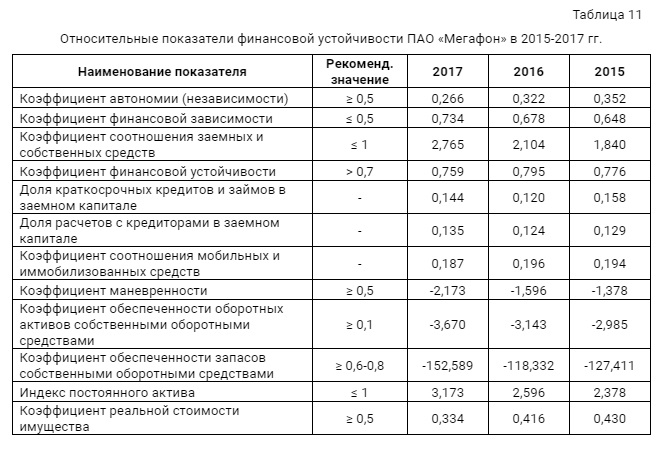 Таблица 11
Относительные показатели финансовой устойчивости ПАО «Мегафон» в 2015-2017 гг.
Наименование показателя Рекоменд. значение 2017 2016 2015
Коэффициент автономии (независимости) ≥ 0,5 0,266 0,322 0,352
Коэффициент финансовой зависимости ≤ 0,5 0,734 0,678 0,648
Коэффициент соотношения заемных и
собственных средств ≤ 1 2,765 2,104 1,840
Коэффициент финансовой устойчивости > 0,7 0,759 0,795 0,776
Доля краткосрочных кредитов и займов в
заемном капитале - 0,144 0,120 0,158
Доля расчетов с кредиторами в заемном
капитале - 0,135 0,124 0,129
Коэффициент соотношения мобильных и
иммобилизованных средств - 0,187 0,196 0,194
Коэффициент маневренности ≥ 0,5 -2,173 -1,596 -1,378
Коэффициент обеспеченности оборотных
активов собственными оборотными
средствами ≥ 0,1 -3,670 -3,143 -2,985
Коэффициент обеспеченности запасов
собственными оборотными средствами ≥ 0,6-0,8 -152,589 -118,332 -127,411
Индекс постоянного актива ≤ 1 3,173 2,596 2,378
Коэффициент реальной стоимости
имущества ≥ 0,5 0,334 0,416 0,430